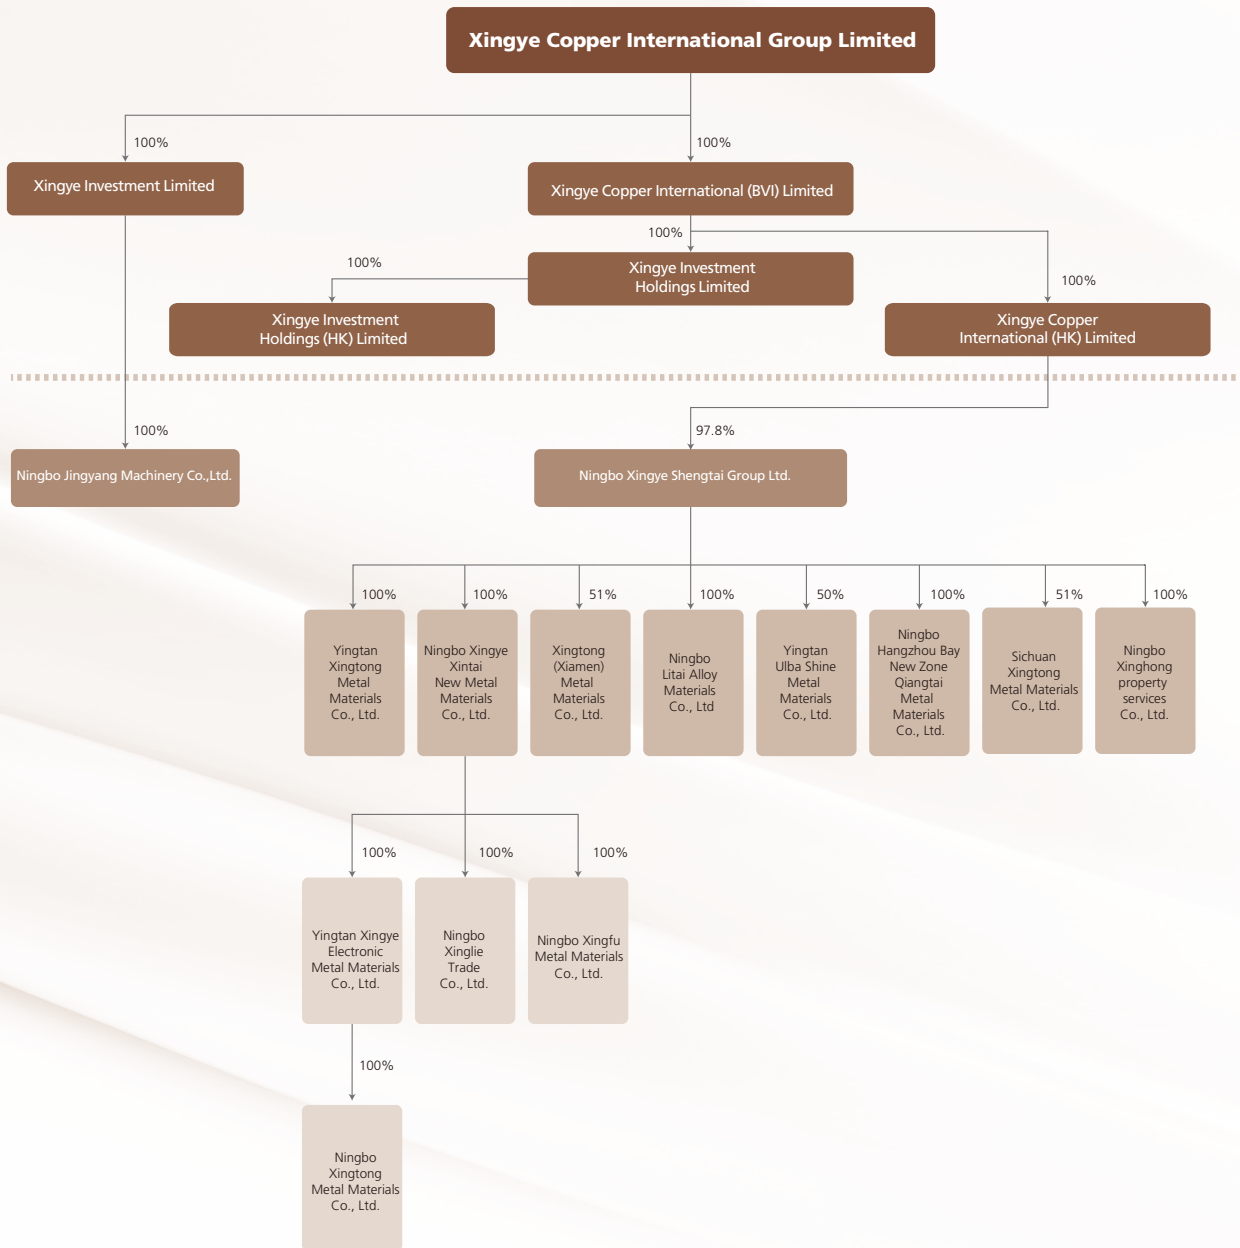 Xingye Copper International Group Limited
100%
100%
Xingye Investment Limited
Xingye Copper International (BVI) Limited
100%
100%
Xingye Investment
Holdings Limited
100%
Xingye Investment
Holdings (HK) Limited
Xingye Copper
International (HK) Limited
100%
97.8%
Ningbo Jingyang Machinery Co.,Ltd.
Ningbo Xingye Shengtai Group Ltd.
100%
100%
51%
100%
50%
100%
51%
100%
Yingtan
Xingtong
Metal
Materials
Co., Ltd.
Ningbo Xingye
Xintai
New Metal
Materials
Co., Ltd.
Xingtong
(Xiamen)
Metal
Materials
Co., Ltd.
Ningbo
Litai Alloy
Materials
Co., Ltd
Yingtan
Ulba Shine
Metal
Materials
Co., Ltd.
Ningbo
Hangzhou Bay
New Zone
Qiangtai
Metal
Materials
Co., Ltd.
Sichuan
Xingtong
Metal Materials
Co., Ltd.
Ningbo
Xinghong
property
services
Co., Ltd.
100%
100%
100%
Yingtan Xingye
Electronic
Metal Materials
Co., Ltd.
Ningbo
Xinglie
Trade
Co., Ltd.
Ningbo Xingfu
Metal Materials
Co., Ltd.
100%
Ningbo
Xingtong
Metal Materials
Co., Ltd.